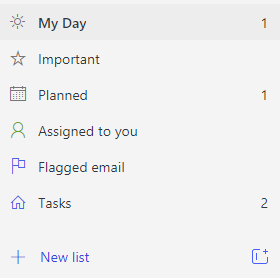 My Day 1
Important
Planned 1
Assigned to you
Flagged email
Tasks 2
New list